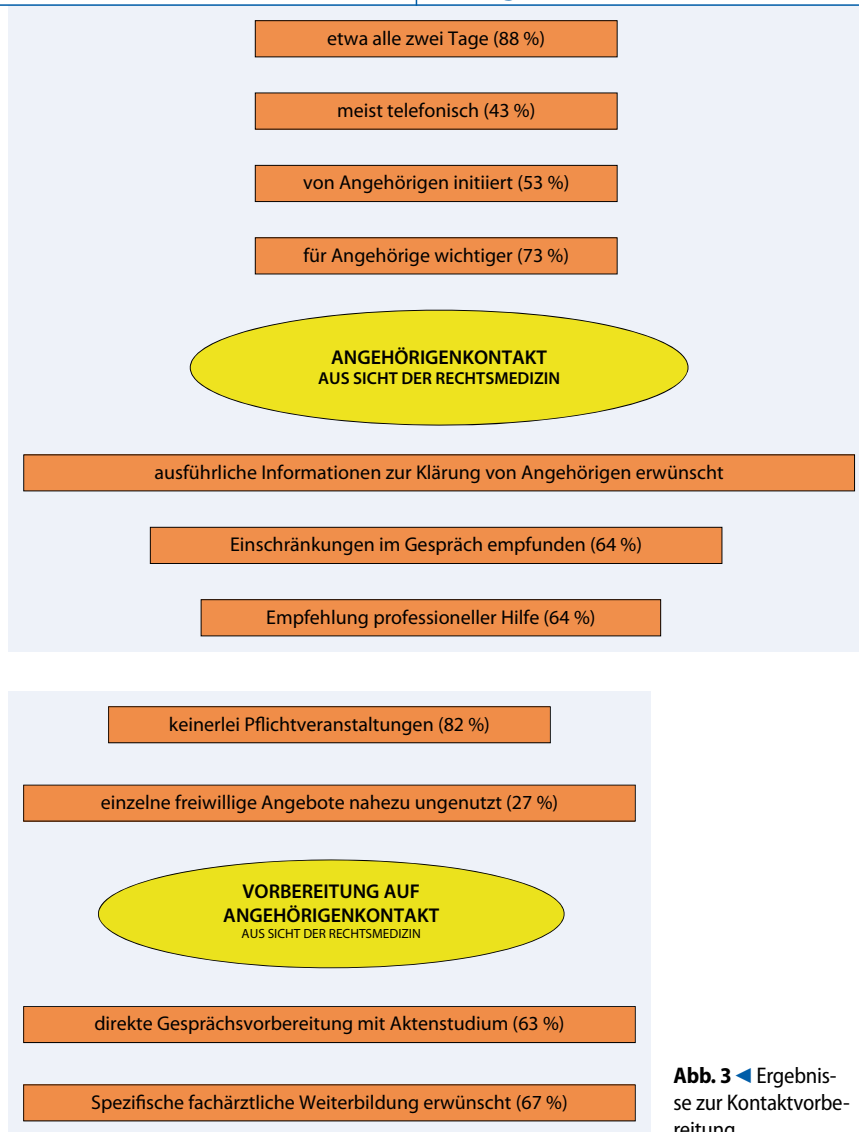 etwa alle zwei Tage (88 %)
meist telefonisch (43 %)
von Angehörigen initiiert (53 %)
für Angehörige wichtiger (73 %)
ANGEHÖRIGENKONTAKT
AUS SICHT DER RECHTSMEDIZIN
ausführliche Informationen zur Klärung von Angehörigen erwünscht
Einschränkungen im Gespräch empfunden (64 %)
Empfehlung professioneller Hilfe (64 %)
keinerlei Pflichtveranstaltungen (82 %)
einzelne freiwillige Angebote nahezu ungenutzt (27 %)
VORBEREITUNG AUF
ANGEHÖRIGENKONTAKT
AUS SICHT DER RECHTSMEDIZIN
direkte Gesprächsvorbereitung mit Aktenstudium (63 %)
Spezifische fachärztliche Weiterbildung erwünscht (67 %)
Abb. 3 ◄ Ergebnis-
se zur Kontaktvorbe-
reitung